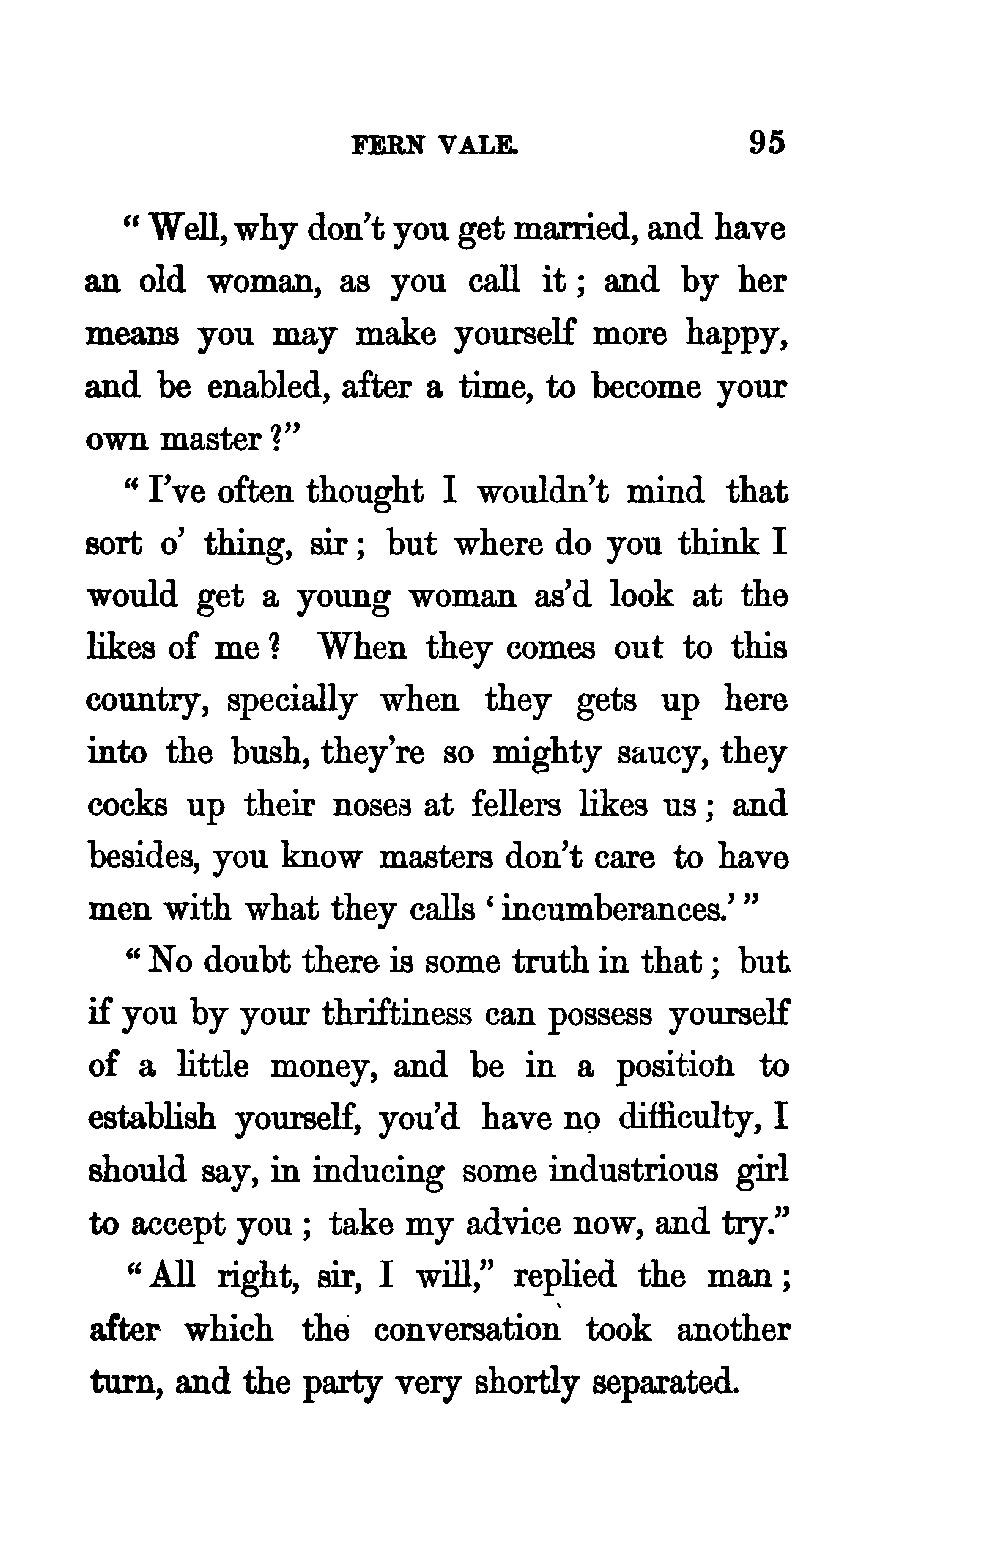 FERN VALE. 95
“Well, why don’t you get married, and have
an old woman, as you call it; and by her
means you may make yourself more happy,
and be enabled, after a time, to become your
own master?”
“I’ve often thought I wouldn’t mind that
sort o’ thing, sir; but where do you think I
would get a young woman as’d look at the
likes of me? When they comes out to this
country, specially when they gets up here
into the bush, they’re so mighty saucy, they
cocks up their noses at fellers likes us; and
besides, you know masters don’t care to have
men with what they calls ‘incumberances.’”
“No doubt there is some truth in that; but
if you by your thriftiness can possess yourself
of a little money, and be in a position to
establish yourself, you’d have no difficulty, I
should say, in inducing some industrious girl
to accept you; take my advice now, and try.”
“All right, sir, I will,” replied the man;
after which the conversation took another
turn, and the party very shortly separated.